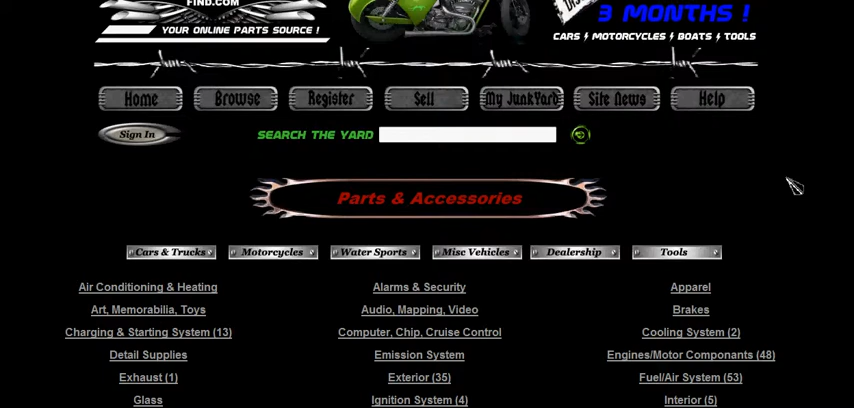 FIND.COM
YOUR ONLINE PARTS SOURCE !
3 MONTHS !
CARS MOTORCYCLES BOATS TOOLS
Home Browse Register Sell My JunkYard Site News Help
Sign In SEARCH THE YARD
Parts & Accessories
Cars & Trucks Motorcycles Water Sports Misc Vehicles Dealership Tools
Air Conditioning & Heating Alarms & Security Apparel
Art, Memorabilia, Toys Audio, Mapping, Video Brakes
Charging & Starting System (13) Computer, Chip, Cruise Control Cooling System (2)
Detail Supplies Emission System Engines/Motor Componants (48)
Exhaust (1) Exterior (35) Fuel/Air System (53)
Glass Ignition System (4) Interior (5)